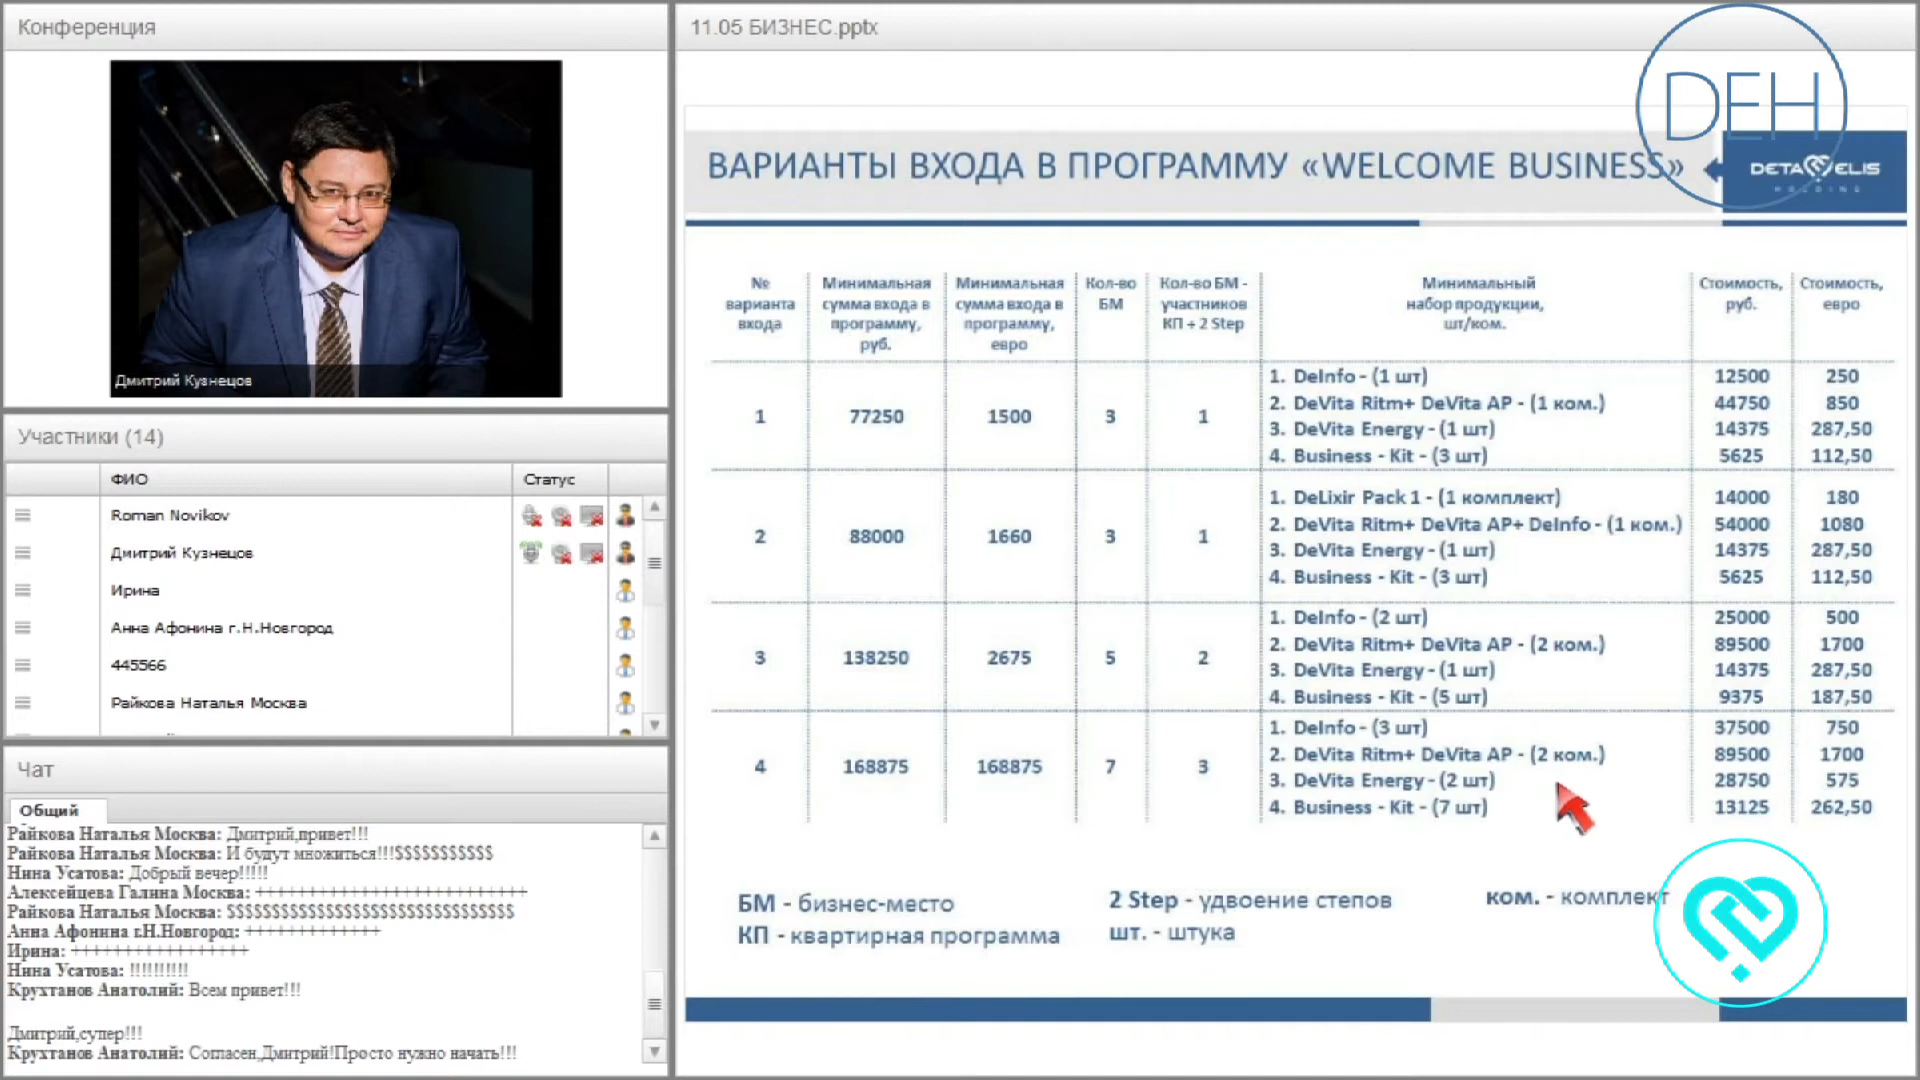 Конференция
Дмитрий Кузнецов
Участники (14)
ФИО
Статус
Roman Novikov
Дмитрий Кузнецов
Ирина
Анна Афонина г.Н.Новгород
445566
Райкова Наталья Москва
Чат
Общий
Райкова Наталья Москва: Дмитрий,привет!!!
Райкова Наталья Москва: И будут множиться!!!$$$$$$$$$$$
Нина Усатова: Добрый вечер!!!!!
Алексейцева Галина Москва: ++++++++++++++++++++++++++
Райкова Наталья Москва: $$$$$$$$$$$$$$$$$$$$$$$$$$$$$$$$
Анна Афонина г.Н.Новгород: +++++++++++++
Ирина: +++++++++++++++++
Нина Усатова: !!!!!!!!!!
Крухтанов Анатолий: Всем привет!!!
Дмитрий,супер!!!
Крухтанов Анатолий: Согласен,Дмитрий!Просто нужно начать!!!
11.05 БИЗНЕС.pptx
DEH
ВАРИАНТЫ ВХОДА В ПРОГРАММУ «WELCOME BUSINESS»
DETA ELIS
HOLDING
№ варианта входа
Минимальная сумма входа в программу, руб.
Минимальная сумма входа в программу, евро
Кол-во БМ
Кол-во БМ - участников КП + 2 Step
Минимальный набор продукции, шт/ком.
Стоимость, руб.
Стоимость, евро
1 77250 1500 3 1
1. DeInfo - (1 шт) 12500 250
2. DeVita Ritm+ DeVita AP - (1 ком.) 44750 850
3. DeVita Energy - (1 шт) 14375 287,50
4. Business - Kit - (3 шт) 5625 112,50
2 88000 1660 3 1
1. DeLixir Pack 1 - (1 комплект) 14000 180
2. DeVita Ritm+ DeVita AP+ DeInfo - (1 ком.) 54000 1080
3. DeVita Energy - (1 шт) 14375 287,50
4. Business - Kit - (3 шт) 5625 112,50
3 138250 2675 5 2
1. DeInfo - (2 шт) 25000 500
2. DeVita Ritm+ DeVita AP - (2 ком.) 89500 1700
3. DeVita Energy - (1 шт) 14375 287,50
4. Business - Kit - (5 шт) 9375 187,50
4 168875 168875 7 3
1. DeInfo - (3 шт) 37500 750
2. DeVita Ritm+ DeVita AP - (2 ком.) 89500 1700
3. DeVita Energy - (2 шт) 28750 575
4. Business - Kit - (7 шт) 13125 262,50
БМ - бизнес-место
КП - квартирная программа
2 Step - удвоение степов
шт. - штука
ком. - комплект